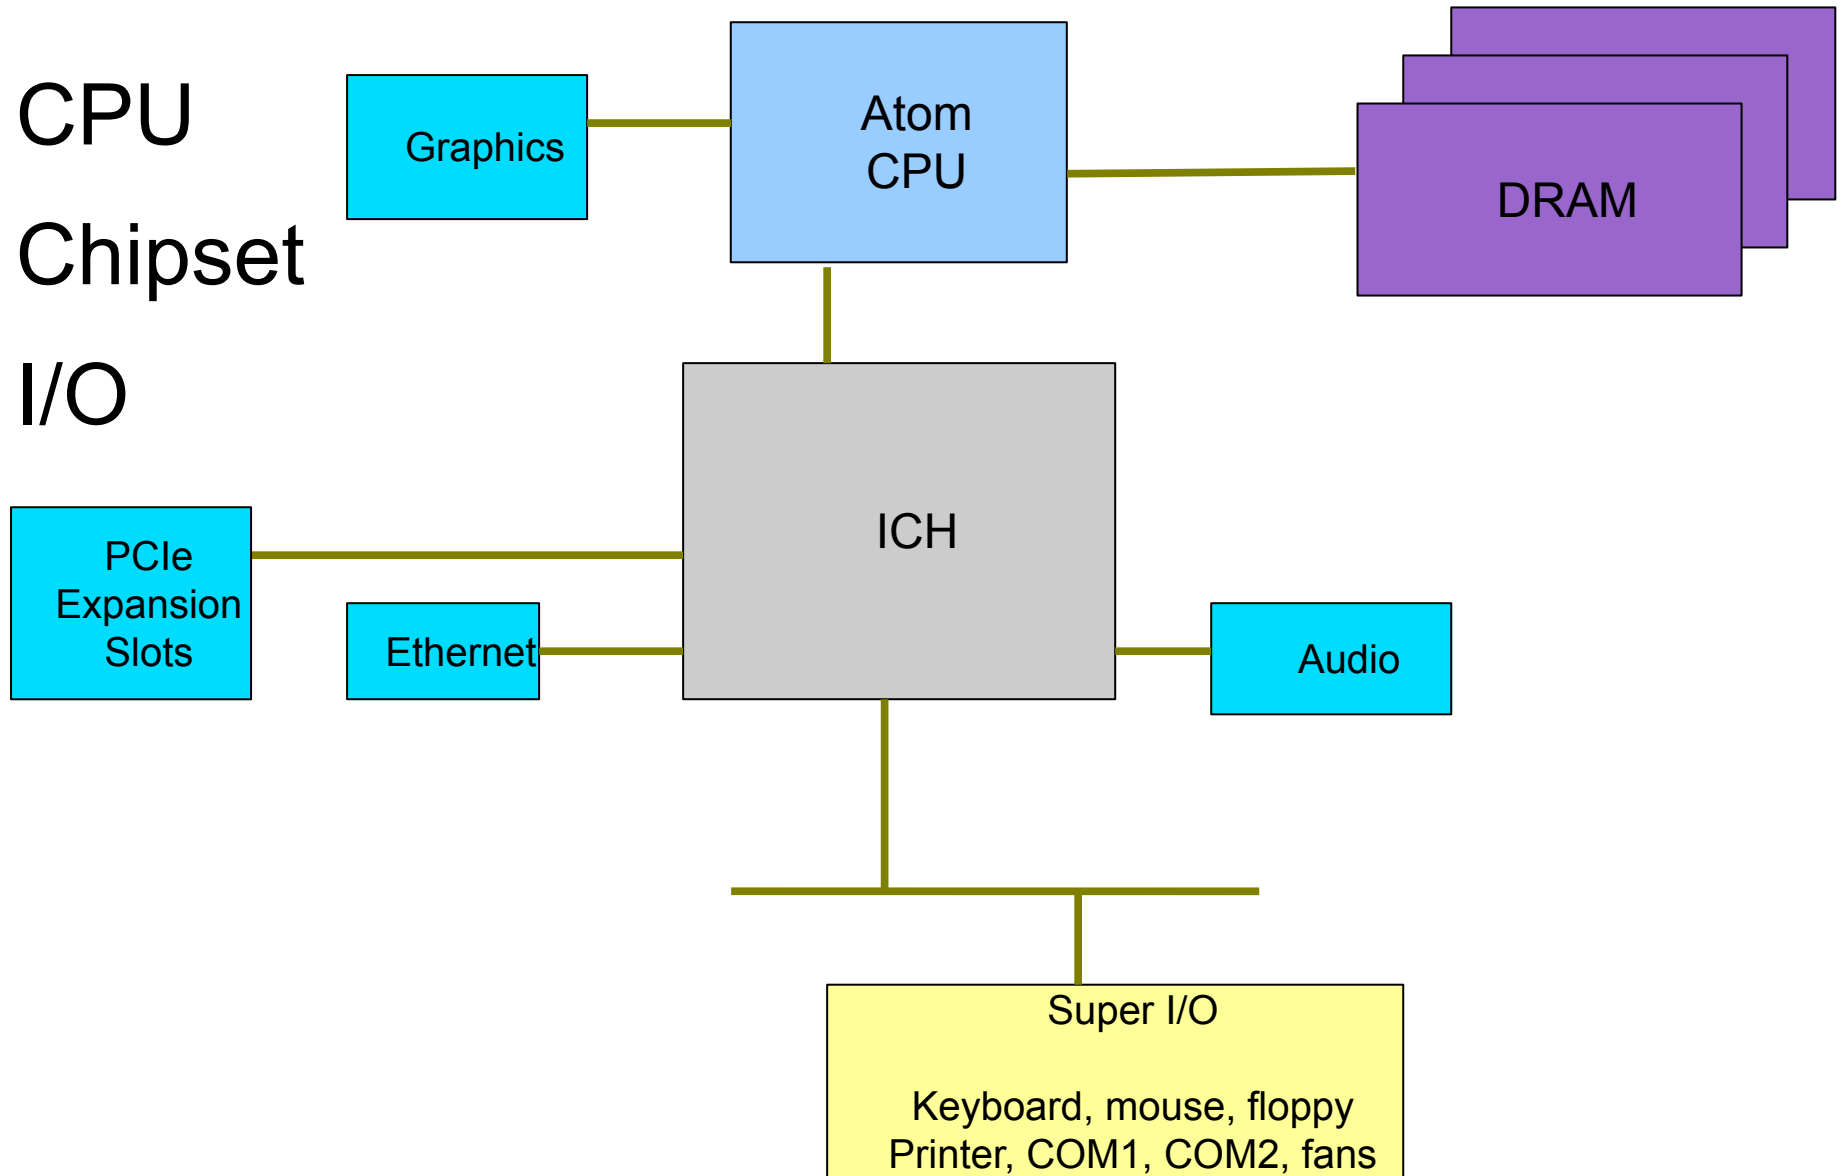 CPU
Chipset
I/O
Graphics
Atom
CPU
DRAM
ICH
PCIe
Expansion
Slots
Ethernet
Audio
Super I/O
Keyboard, mouse, floppy
Printer, COM1, COM2, fans